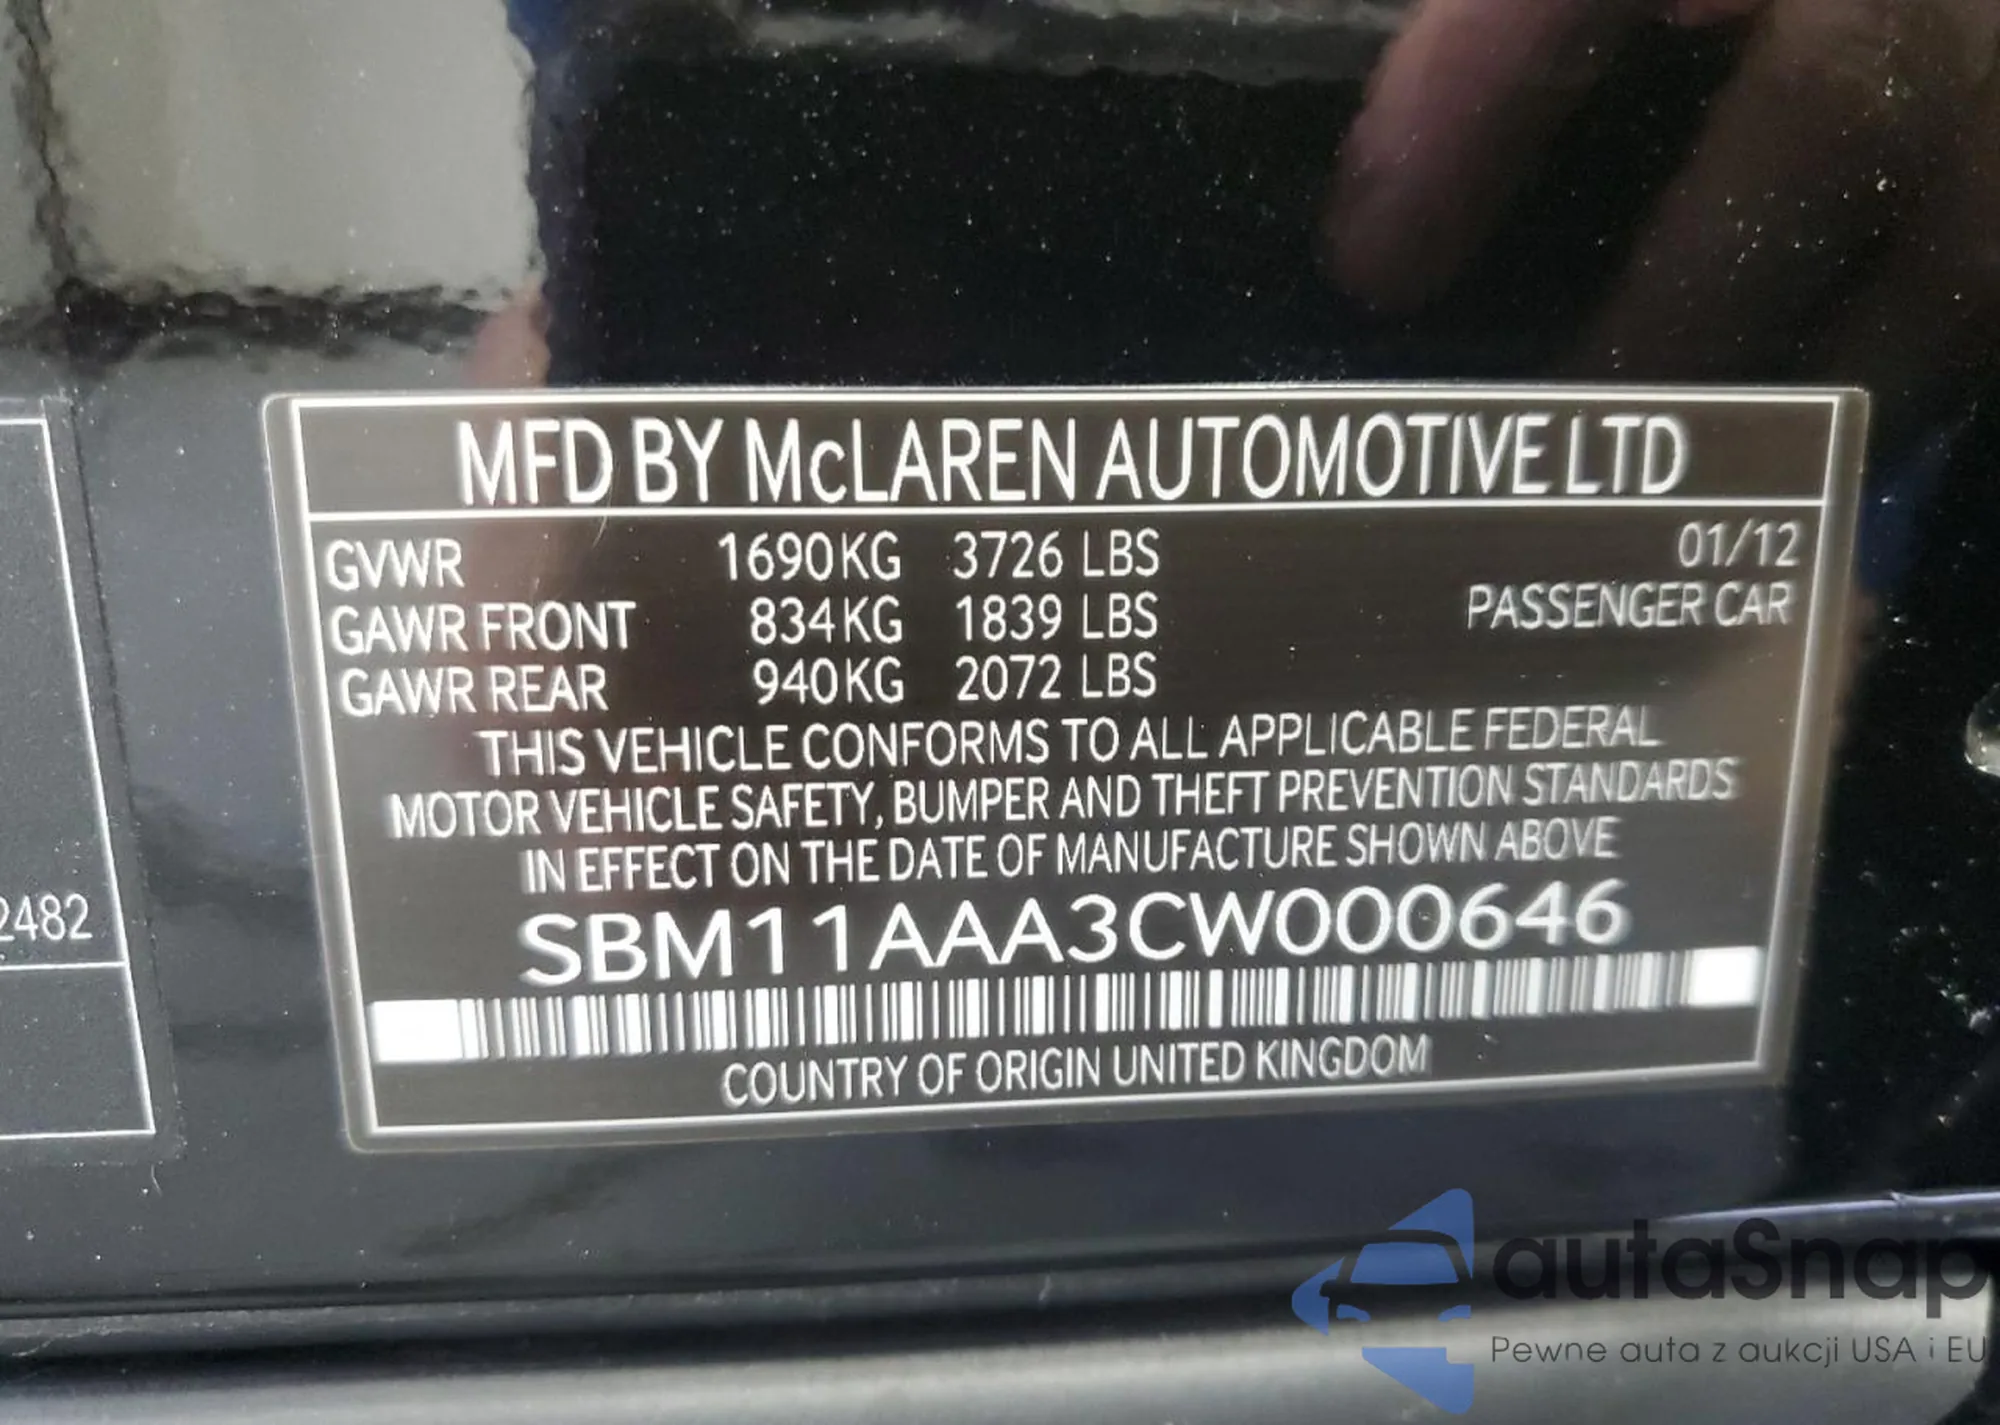 MFD BY McLAREN AUTOMOTIVE LTD
GVWR 1690KG 3726 LBS 01/12
GAWR FRONT 834KG 1839 LBS PASSENGER CAR
GAWR REAR 940KG 2072 LBS
THIS VEHICLE CONFORMS TO ALL APPLICABLE FEDERAL
MOTOR VEHICLE SAFETY, BUMPER AND THEFT PREVENTION STANDARDS
IN EFFECT ON THE DATE OF MANUFACTURE SHOWN ABOVE
SBM11AAA3CW000646
COUNTRY OF ORIGIN UNITED KINGDOM
2482
autaSnap
Pewne auta z aukcji USA i EU